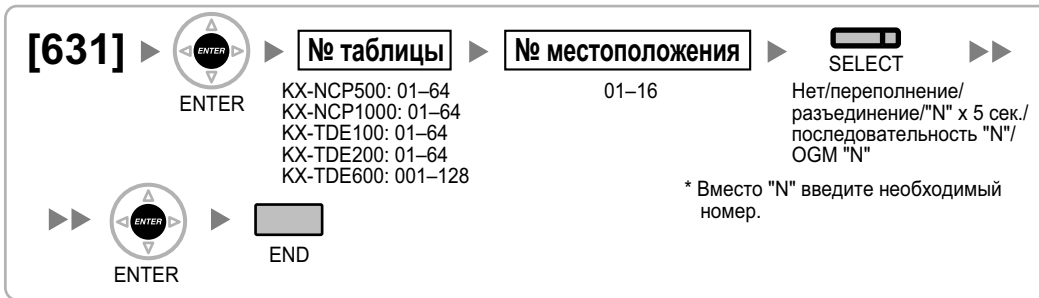 [631] ENTER № таблицы № местоположения SELECT
ENTER
KX-NCP500: 01–64
KX-NCP1000: 01–64
KX-TDE100: 01–64
KX-TDE200: 01–64
KX-TDE600: 001–128
01–16
Нет/переполнение/
разъединение/"N" x 5 сек./
последовательность "N"/
OGM "N"
* Вместо "N" введите необходимый
номер.
ENTER
ENTER
END